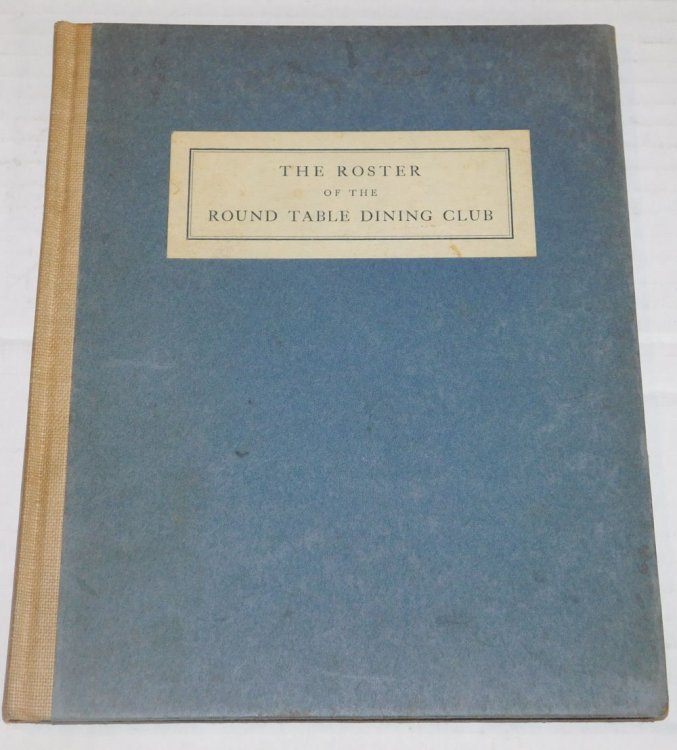 THE ROSTER
OF THE
ROUND TABLE DINING CLUB